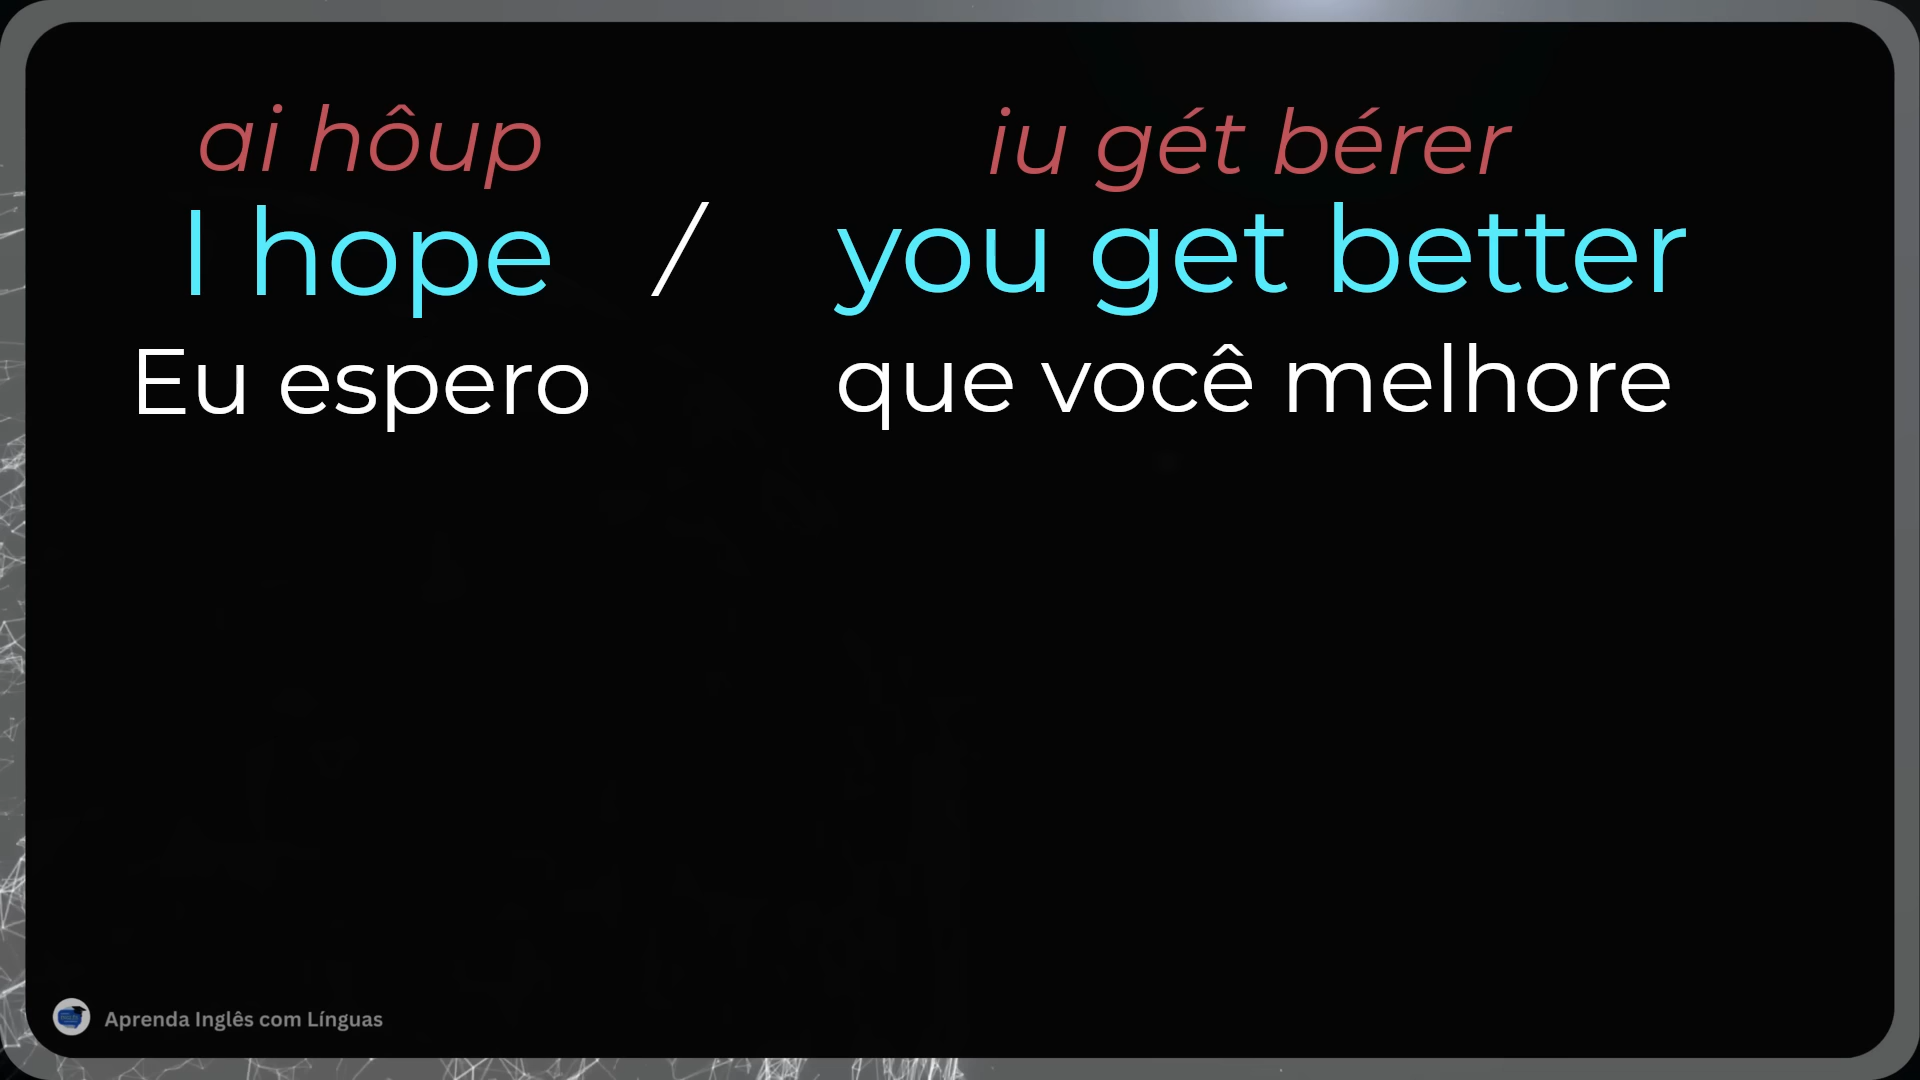 ai hôup iu gét bérer
I hope / you get better
Eu espero que você melhore
Aprenda Inglês com Línguas